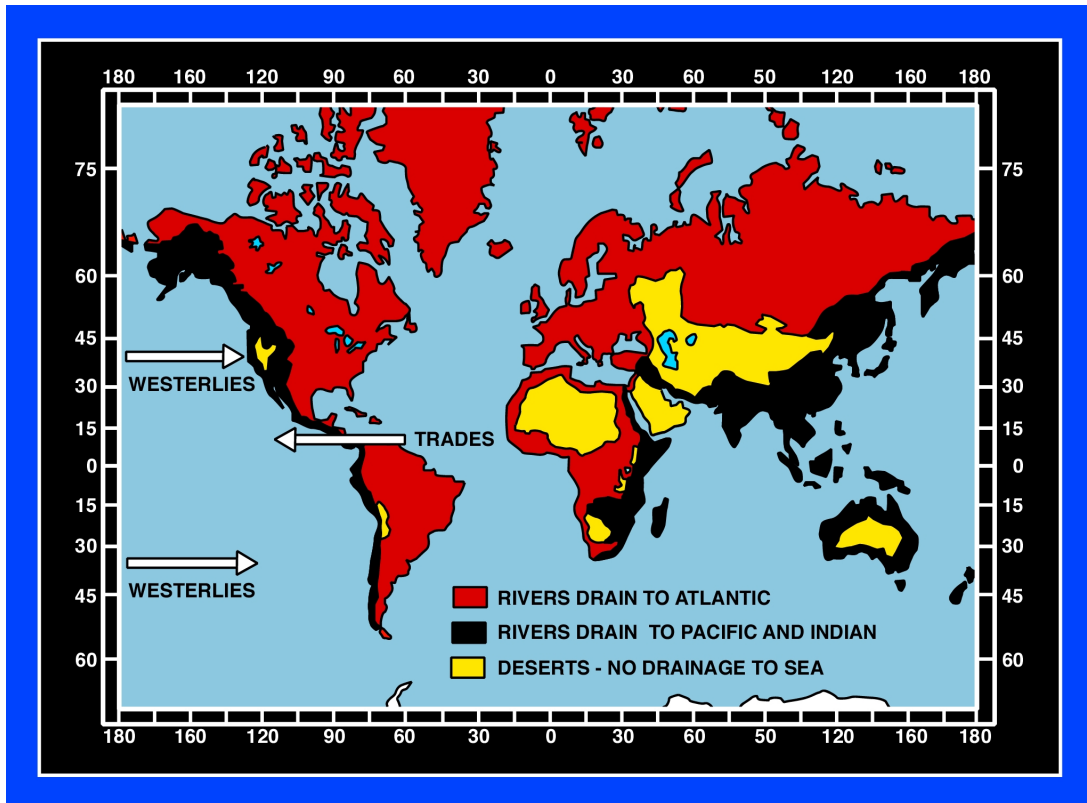 180 160 120 90 60 30 0 30 60 50 120 160 180
75 75
60 60
45 45
WESTERLIES
30 30
TRADES
15 15
0 0
15 15
30 30
WESTERLIES
45 45
RIVERS DRAIN TO ATLANTIC
RIVERS DRAIN TO PACIFIC AND INDIAN
60 60
DESERTS - NO DRAINAGE TO SEA
180 160 120 90 60 30 0 30 60 50 120 160 180